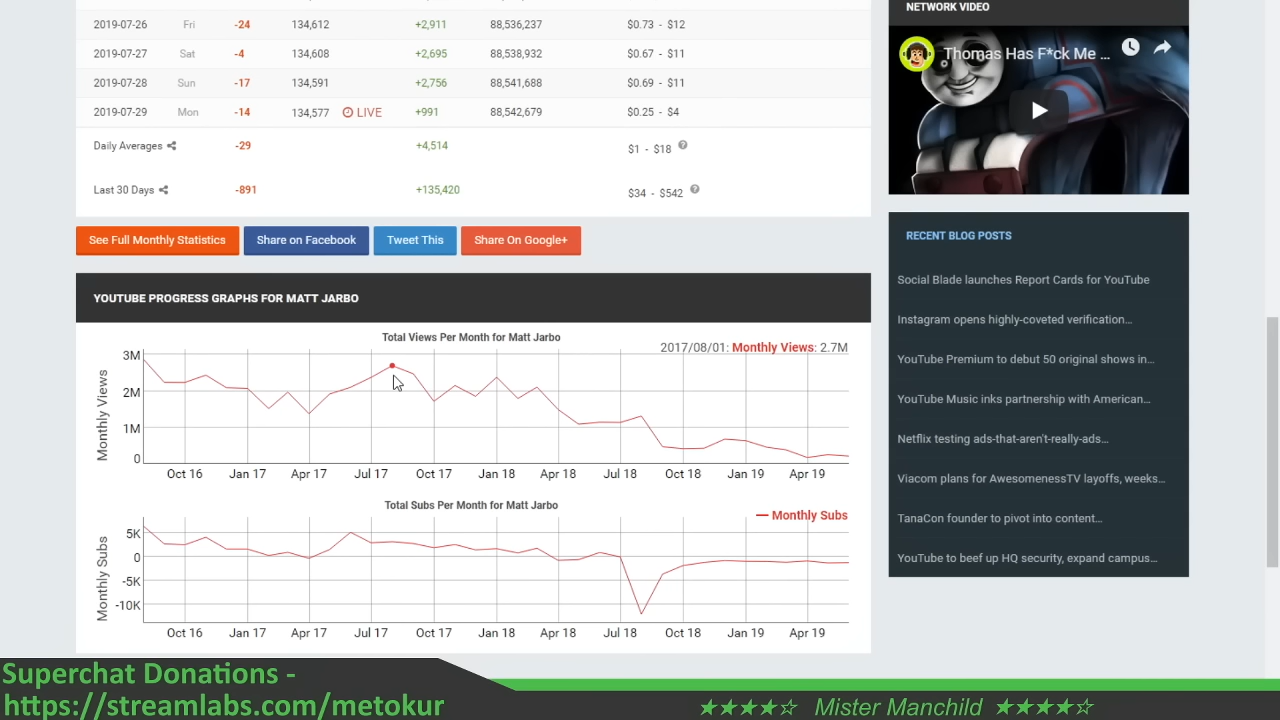 2019-07-26 Fri -24 134,612 +2,911 88,536,237 $0.73 - $12
2019-07-27 Sat -4 134,608 +2,695 88,538,932 $0.67 - $11
2019-07-28 Sun -17 134,591 +2,756 88,541,688 $0.69 - $11
2019-07-29 Mon -14 134,577 LIVE +991 88,542,679 $0.25 - $4
Daily Averages -29 +4,514 $1 - $18
Last 30 Days -891 +135,420 $34 - $542
See Full Monthly Statistics Share on Facebook Tweet This Share On Google+
YOUTUBE PROGRESS GRAPHS FOR MATT JARBO
Total Views Per Month for Matt Jarbo
2017/08/01: Monthly Views: 2.7M
Monthly Views
3M
2M
1M
0
Oct 16 Jan 17 Apr 17 Jul 17 Oct 17 Jan 18 Apr 18 Jul 18 Oct 18 Jan 19 Apr 19
Total Subs Per Month for Matt Jarbo
Monthly Subs
Monthly Subs
5K
0
-5K
-10K
Oct 16 Jan 17 Apr 17 Jul 17 Oct 17 Jan 18 Apr 18 Jul 18 Oct 18 Jan 19 Apr 19
NETWORK VIDEO
Thomas Has F*ck Me ...
RECENT BLOG POSTS
Social Blade launches Report Cards for YouTube
Instagram opens highly-coveted verification...
YouTube Premium to debut 50 original shows in...
YouTube Music inks partnership with American...
Netflix testing ads-that-aren't-really-ads...
Viacom plans for AwesomenessTV layoffs, weeks...
TanaCon founder to pivot into content...
YouTube to beef up HQ security, expand campus...
Superchat Donations -
https://streamlabs.com/metokur
★★★★☆ Mister Manchild ★★★★☆